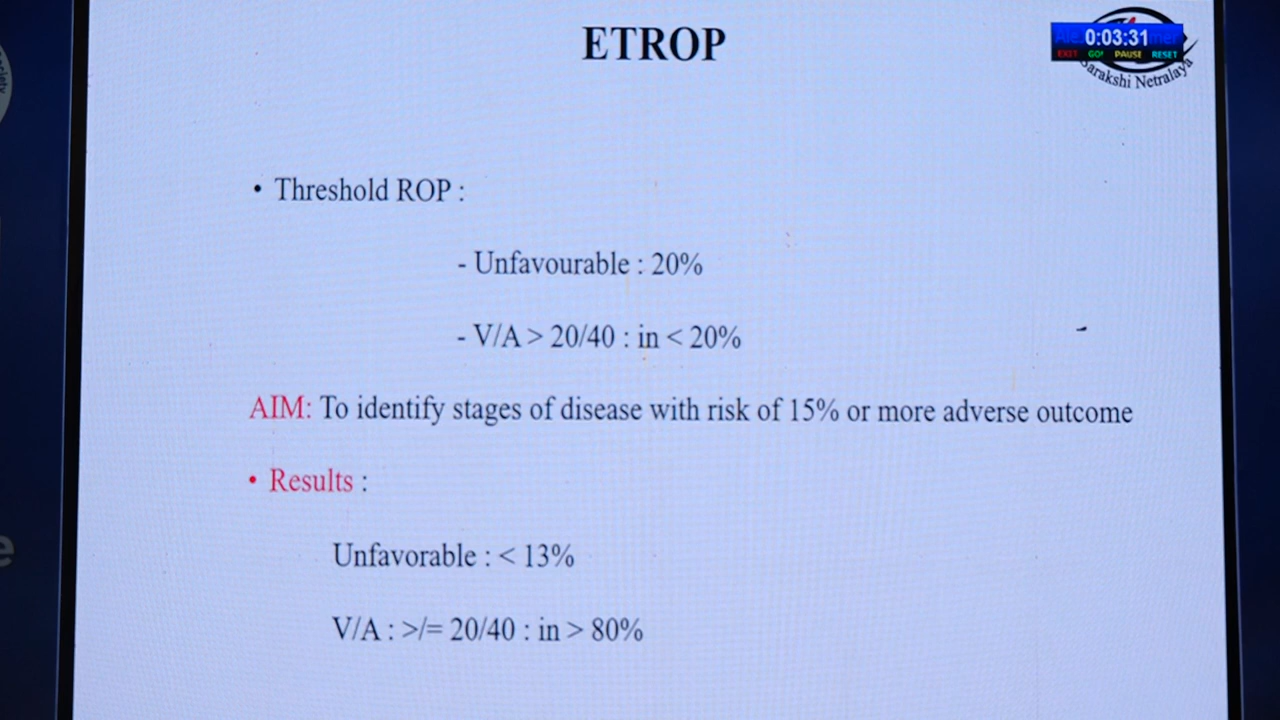 ETROP
0:03:31
EXIT GO! PAUSE RESET
arakshi Netralaya
• Threshold ROP :
- Unfavourable : 20%
- V/A > 20/40 : in < 20%
AIM: To identify stages of disease with risk of 15% or more adverse outcome
• Results :
Unfavorable : < 13%
V/A : >/= 20/40 : in > 80%